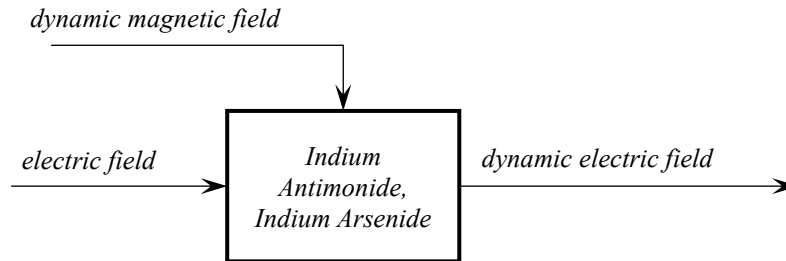 dynamic magnetic field
electric field
Indium
Antimonide,
Indium Arsenide
dynamic electric field